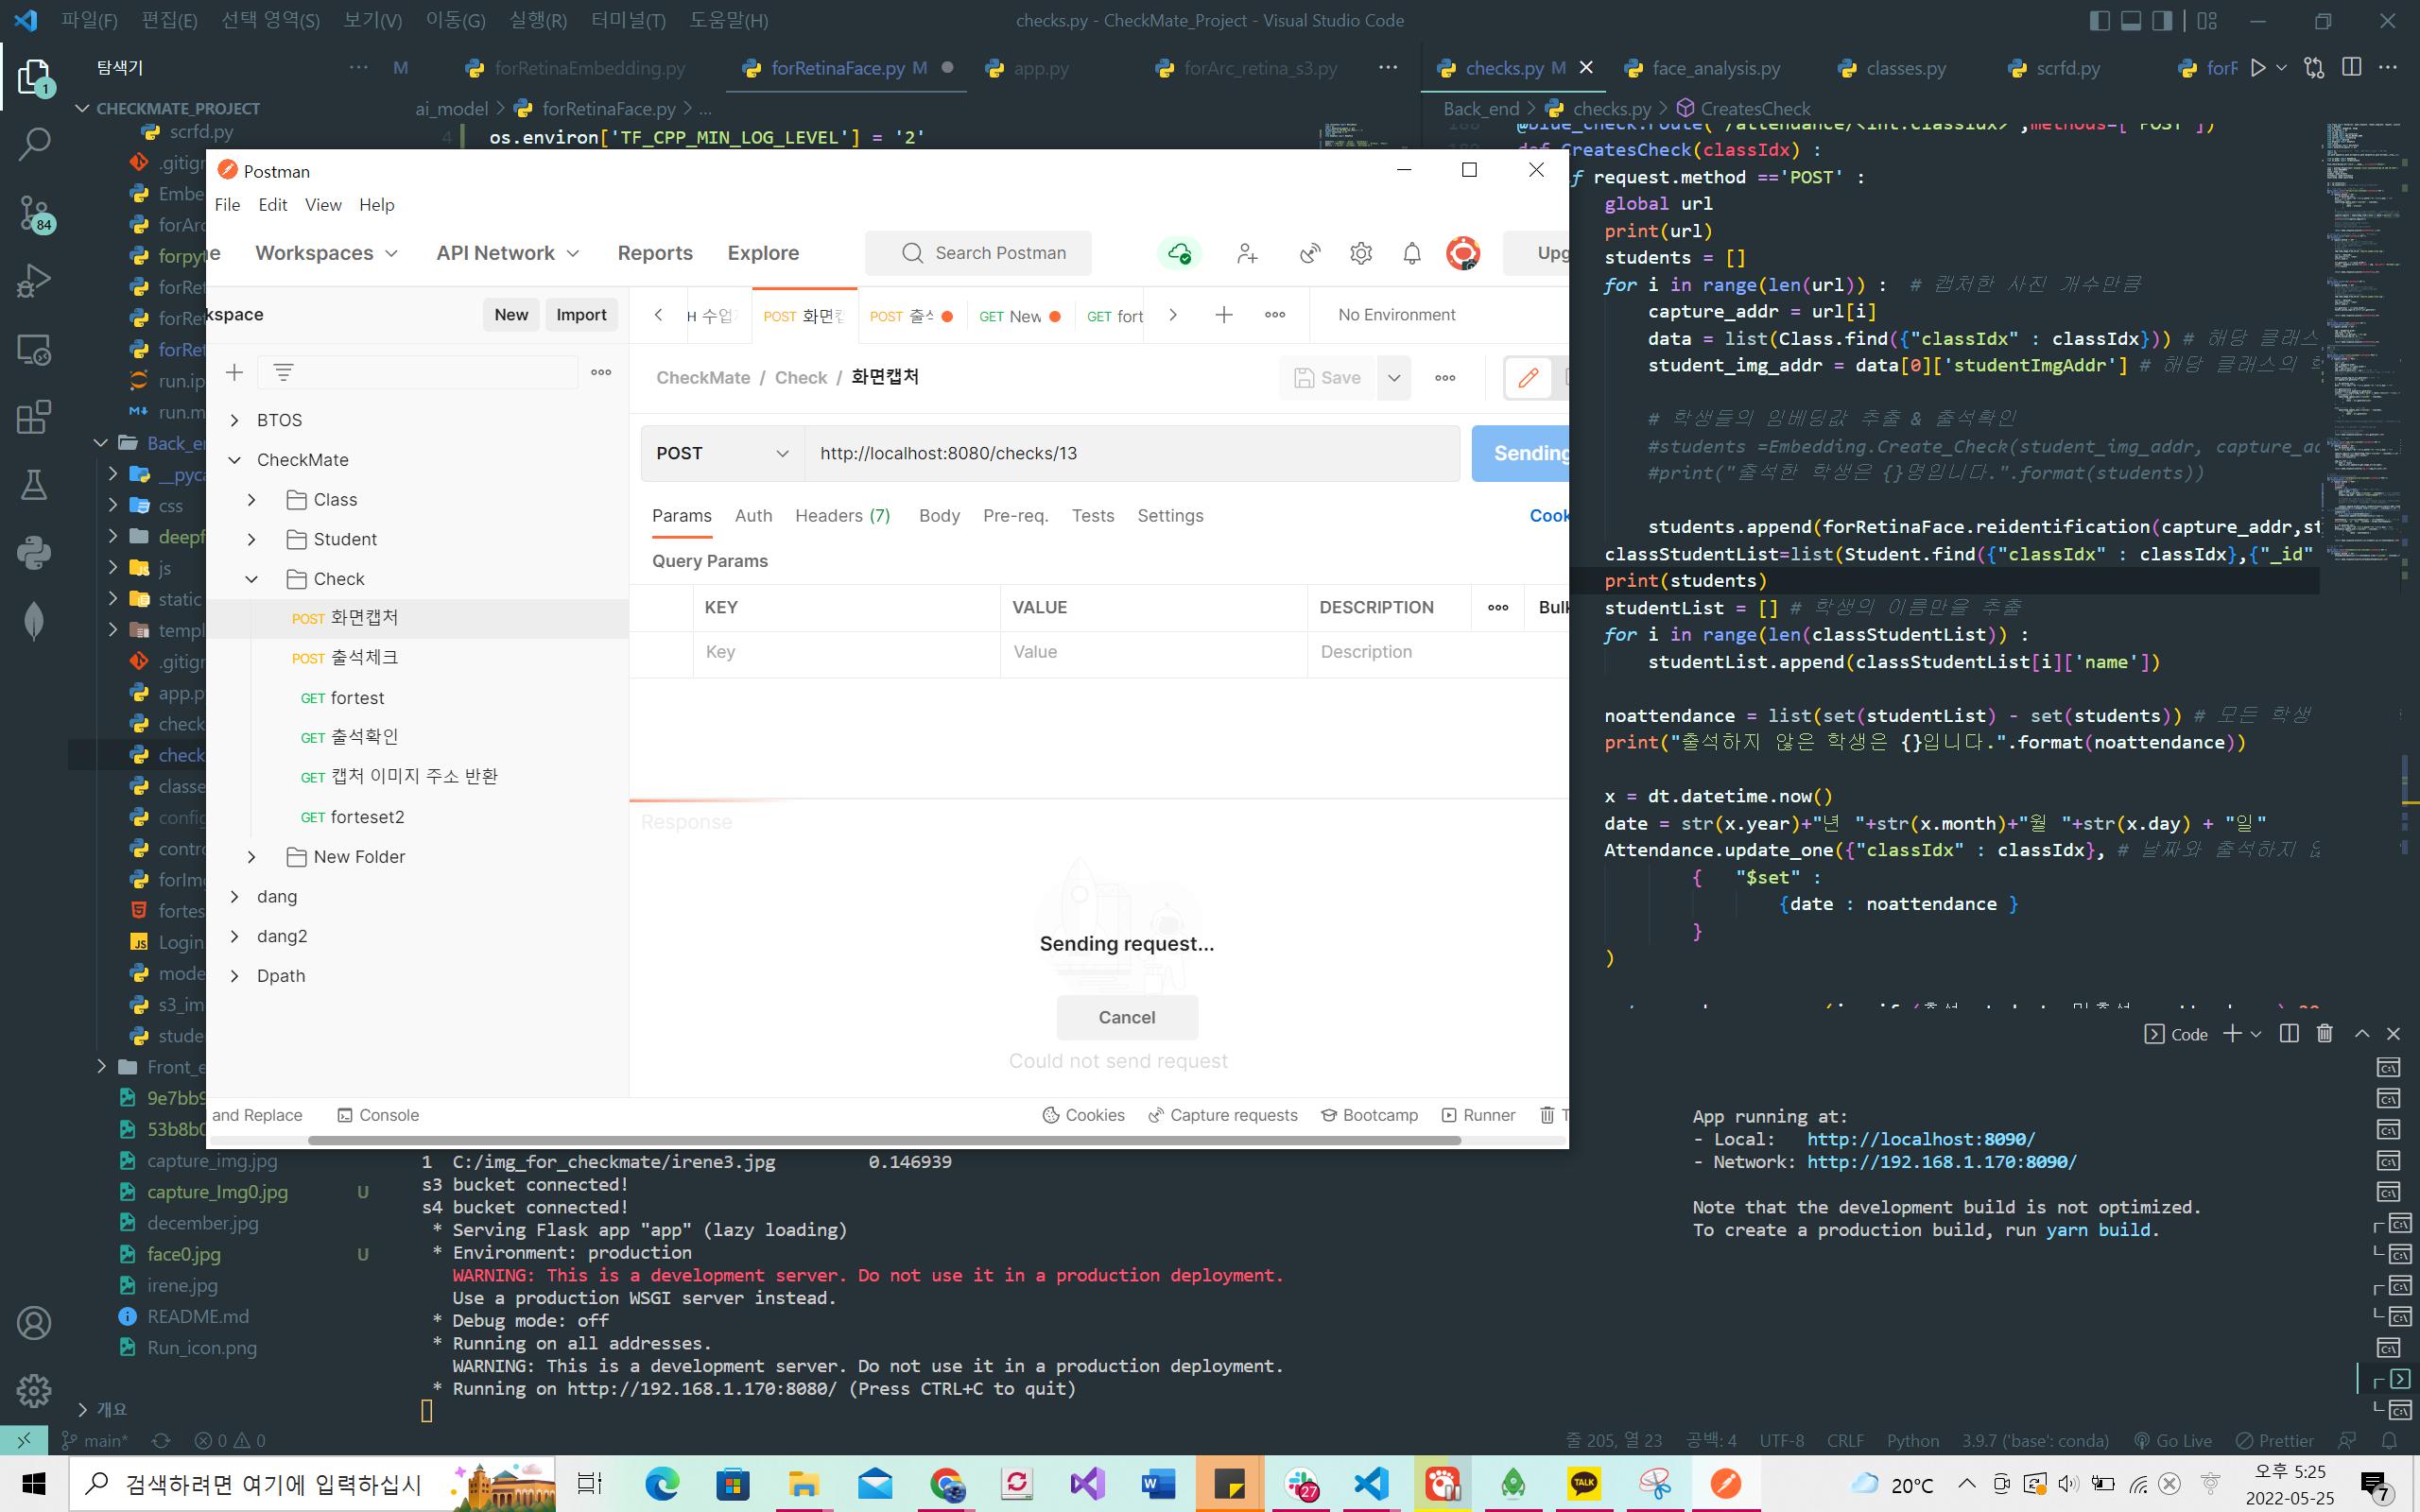 파일(F) 편집(E) 선택 영역(S) 보기(V) 이동(G) 실행(R) 터미널(T) 도움말(H)
checks.py - CheckMate_Project - Visual Studio Code
탐색기
M
forRetinaEmbedding.py
forRetinaFace.py M
app.py
forArc_retina_s3.py
checks.py M
face_analysis.py
classes.py
scrfd.py
forR
1
CHECKMATE_PROJECT
ai_model > forRetinaFace.py > ...
Back_end > checks.py > CreatesCheck
scrfd.py
.gitign
Embe
forArc
forpyt
forRet
forRet
forRet
run.ip
run.m
Back_e
__pyca
css
deepf
js
static
templ
.gitign
app.p
check
check
classe
config
contro
forImg
fortes
Login
mode
s3_im
stude
Front_e
9e7bb9
53b8b0
capture_img.jpg
capture_Img0.jpg U
december.jpg
face0.jpg U
irene.jpg
README.md
Run_icon.png
개요
84
4 os.environ['TF_CPP_MIN_LOG_LEVEL'] = '2'
Postman
File Edit View Help
e Workspaces API Network Reports Explore
Search Postman
Upg
kspace
New Import
H 수업
POST 화면캡
POST 출석
GET New
GET fort
No Environment
BTOS
CheckMate
Class
Student
Check
POST 화면캡처
POST 출석체크
GET fortest
GET 출석확인
GET 캡처 이미지 주소 반환
GET forteset2
New Folder
dang
dang2
Dpath
CheckMate / Check / 화면캡처
Save
POST
http://localhost:8080/checks/13
Sending
Params Auth Headers (7) Body Pre-req. Tests Settings
Cook
Query Params
KEY VALUE DESCRIPTION Bulk
Key Value Description
Response
Sending request...
Cancel
Could not send request
and Replace Console
Cookies Capture requests Bootcamp Runner T
def CreatesCheck(classIdx) :
f request.method =='POST' :
global url
print(url)
students = []
for i in range(len(url)) : # 캡처한 사진 개수만큼
capture_addr = url[i]
data = list(Class.find({"classIdx" : classIdx})) # 해당 클래스
student_img_addr = data[0]['studentImgAddr'] # 해당 클래스의 학
# 학생들의 임베딩값 추출 & 출석확인
#students =Embedding.Create_Check(student_img_addr, capture_ad
#print("출석한 학생은 {}명입니다.".format(students))
students.append(forRetinaFace.reidentification(capture_addr,st
classStudentList=list(Student.find({"classIdx" : classIdx},{"_id"
print(students)
studentList = [] # 학생의 이름만을 추출
for i in range(len(classStudentList)) :
studentList.append(classStudentList[i]['name'])
noattendance = list(set(studentList) - set(students)) # 모든 학생
print("출석하지 않은 학생은 {}입니다.".format(noattendance))
x = dt.datetime.now()
date = str(x.year)+"년 "+str(x.month)+"월 "+str(x.day) + "일"
Attendance.update_one({"classIdx" : classIdx}, # 날짜와 출석하지 않
{ "$set" :
{date : noattendance }
}
)
Code
1 C:/img_for_checkmate/irene3.jpg 0.146939
s3 bucket connected!
s4 bucket connected!
* Serving Flask app "app" (lazy loading)
* Environment: production
WARNING: This is a development server. Do not use it in a production deployment.
Use a production WSGI server instead.
* Debug mode: off
* Running on all addresses.
WARNING: This is a development server. Do not use it in a production deployment.
* Running on http://192.168.1.170:8080/ (Press CTRL+C to quit)
App running at:
- Local: http://localhost:8090/
- Network: http://192.168.1.170:8090/
Note that the development build is not optimized.
To create a production build, run yarn build.
main* 0 0
줄 205, 열 23 공백: 4 UTF-8 CRLF Python 3.9.7 ('base': conda) Go Live Prettier
검색하려면 여기에 입력하십시
27
TALK
20°C
오후 5:25
2022-05-25
7